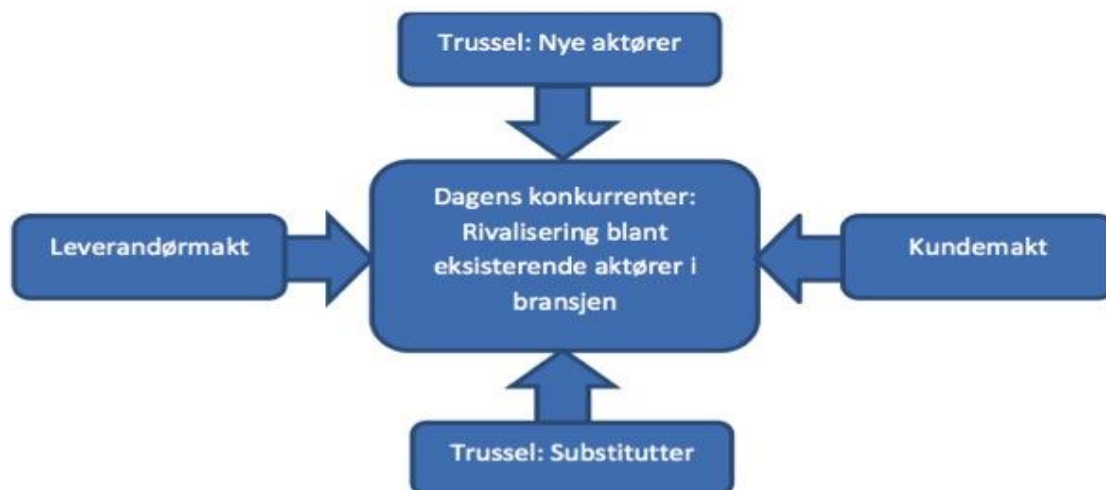 Trussel: Nye aktører
Leverandørmakt
Dagens konkurrenter:
Rivalisering blant
eksisterende aktører i
bransjen
Kundemakt
Trussel: Substitutter